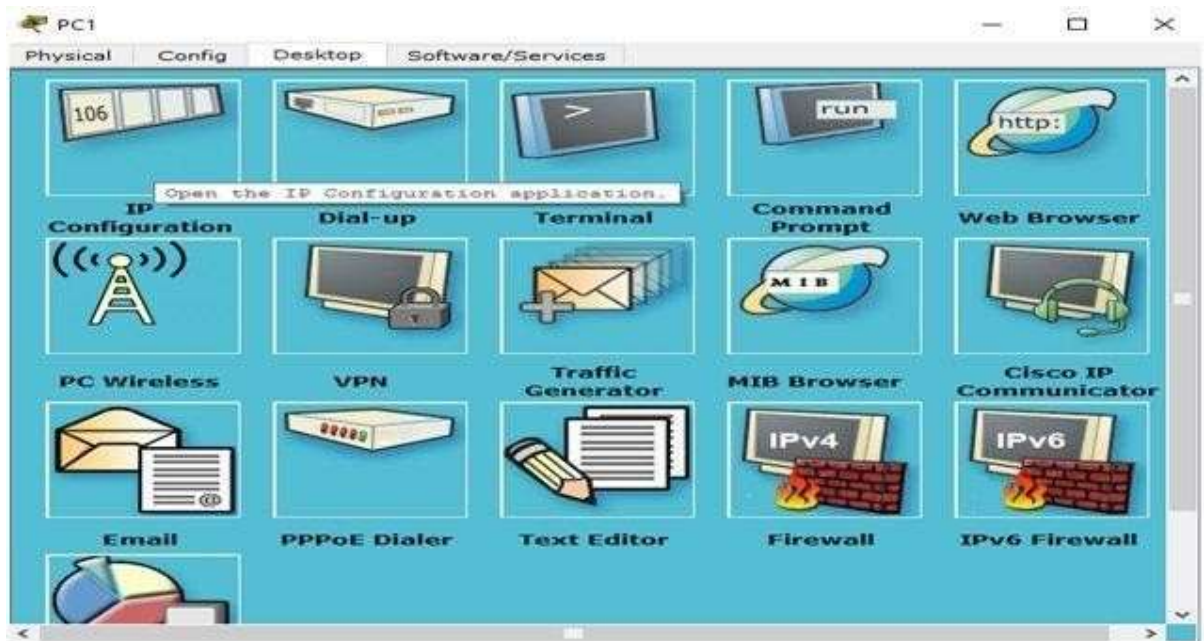 PC1
Physical Config Desktop Software/Services
106
>
run
http:
Open the IP Configuration application.
IP
Configuration
Dial-up
Terminal
Command
Prompt
Web Browser
MIB
PC Wireless
VPN
Traffic
Generator
MIB Browser
Cisco IP
Communicator
@
IPv4
IPv6
Email
PPPoE Dialer
Text Editor
Firewall
IPv6 Firewall